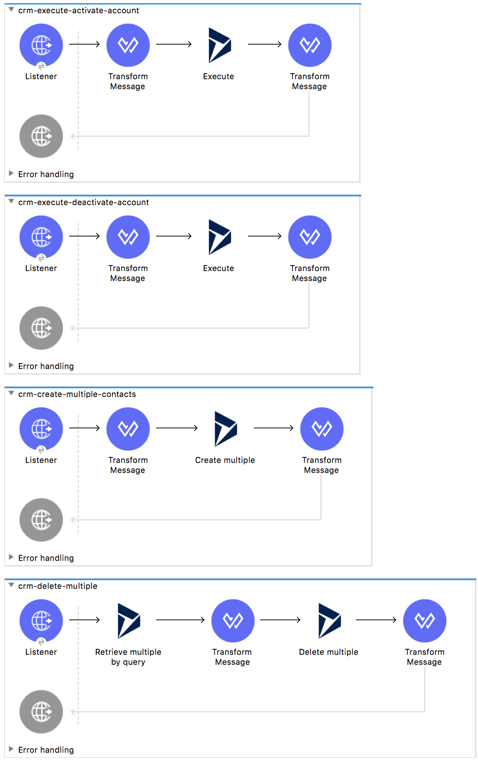 crm-execute-activate-account
Listener
Transform
Message
Execute
Transform
Message
Error handling
crm-execute-deactivate-account
Listener
Transform
Message
Execute
Transform
Message
Error handling
crm-create-multiple-contacts
Listener
Transform
Message
Create multiple
Transform
Message
Error handling
crm-delete-multiple
Listener
Retrieve multiple
by query
Transform
Message
Delete multiple
Transform
Message
Error handling